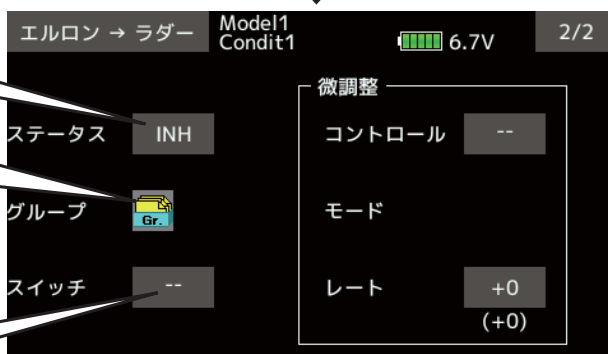 エルロン → ラダー
Model1
Condit1
6.7V
2/2
ステータス
INH
グループ
Gr.
スイッチ
--
微調整
コントロール
--
モード
レート
+0
(+0)